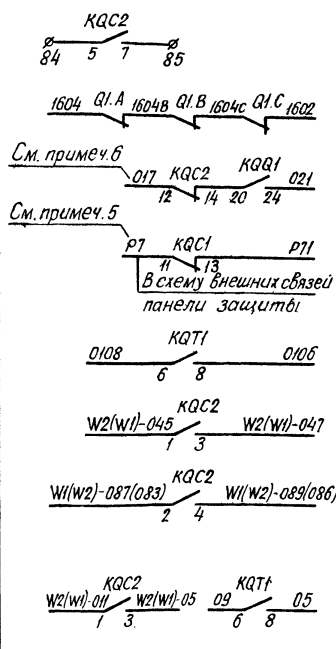 KQC2
84 5 7 85
1604 Q1.A 1604B Q1.B 1604C Q1.C 1602
См. примеч. 6
017 KQC2 KQQ1 021
12 14 20 24
См. примеч. 5
P7 KQC1 P71
11 13
В схему внешних связей
панели защиты
KQT1
0108 0106
6 8
KQC2
W2(W1)-045 W2(W1)-047
1 3
KQC2
W1(W2)-087(083) W1(W2)-089(086)
2 4
KQC2 KQT1
W2(W1)-011 W2(W1)-05 09 05
1 3 6 8